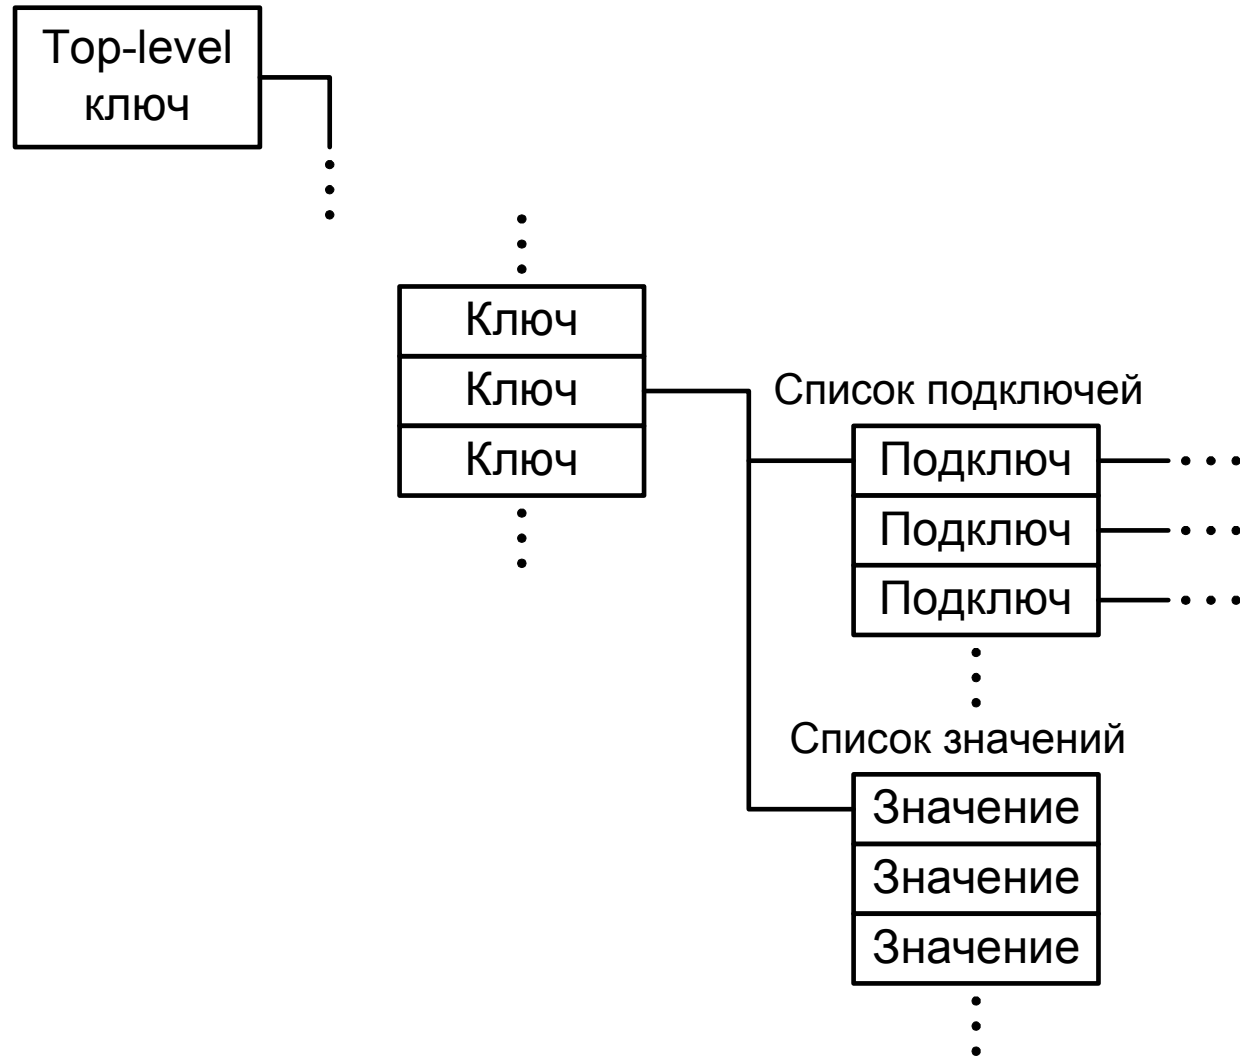 Top-level
ключ
Ключ
Ключ
Ключ
Список подключей
Подключ
Подключ
Подключ
Список значений
Значение
Значение
Значение